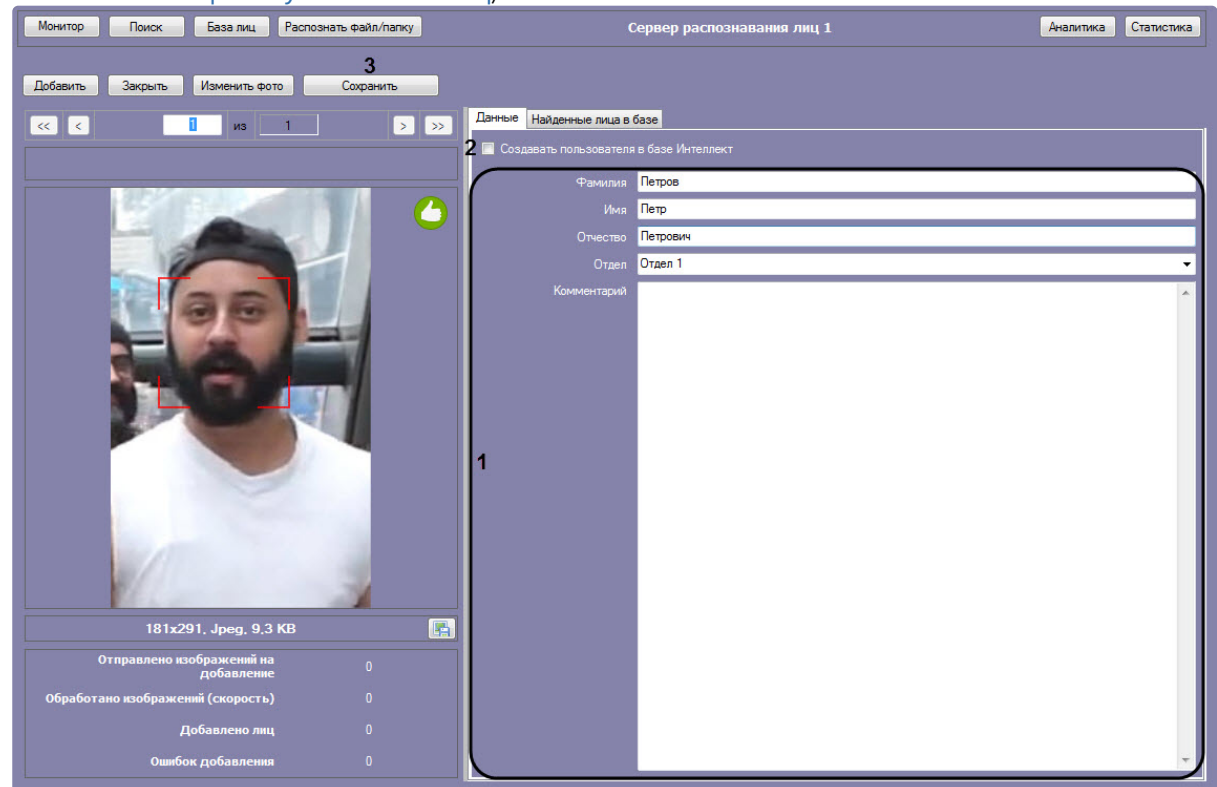 Монитор Поиск База лиц Распознать файл/папку Сервер распознавания лиц 1 Аналитика Статистика
3
Добавить Закрыть Изменить фото Сохранить
<< < 1 из 1 > >>
Данные Найденные лица в базе
2 Создавать пользователя в базе Интеллект
Фамилия Петров
Имя Петр
Отчество Петрович
Отдел Отдел 1
Комментарий
1
181x291, Jpeg, 9,3 KB
Отправлено изображений на
добавление 0
Обработано изображений (скорость) 0
Добавлено лиц 0
Ошибок добавления 0